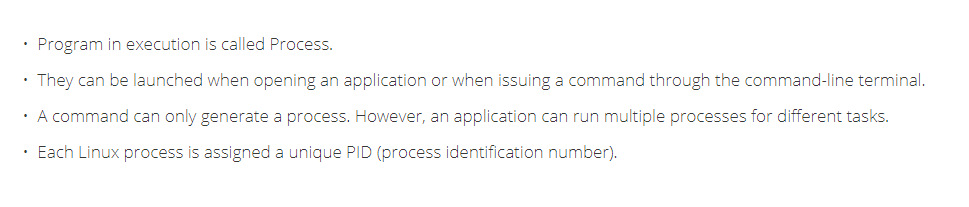 • Program in execution is called Process.
• They can be launched when opening an application or when issuing a command through the command-line terminal.
• A command can only generate a process. However, an application can run multiple processes for different tasks.
• Each Linux process is assigned a unique PID (process identification number).